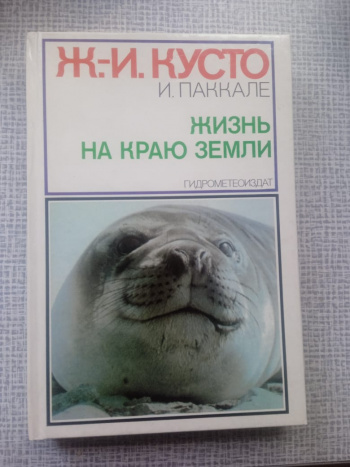 Ж.-И. КУСТО
И. ПАККАЛЕ
ЖИЗНЬ
НА КРАЮ ЗЕМЛИ
ГИДРОМЕТЕОИЗДАТ